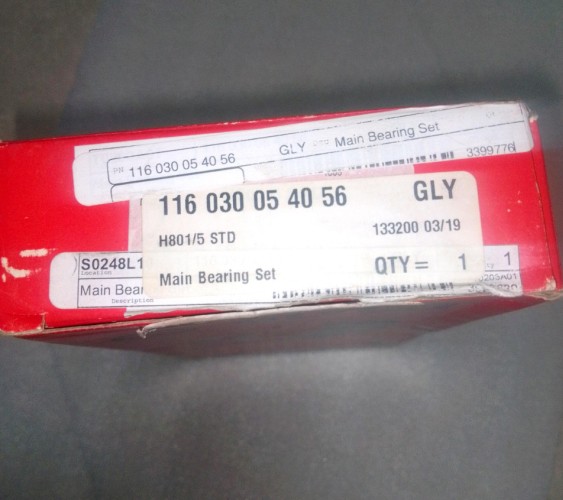 PN 116 030 05 40 56 GLY Main Bearing Set
3399776
116 030 05 40 56 GLY
H801/5 STD 133200 03/19
Main Bearing Set QTY = 1
S0248L1 1
Location
Main Bear
Description